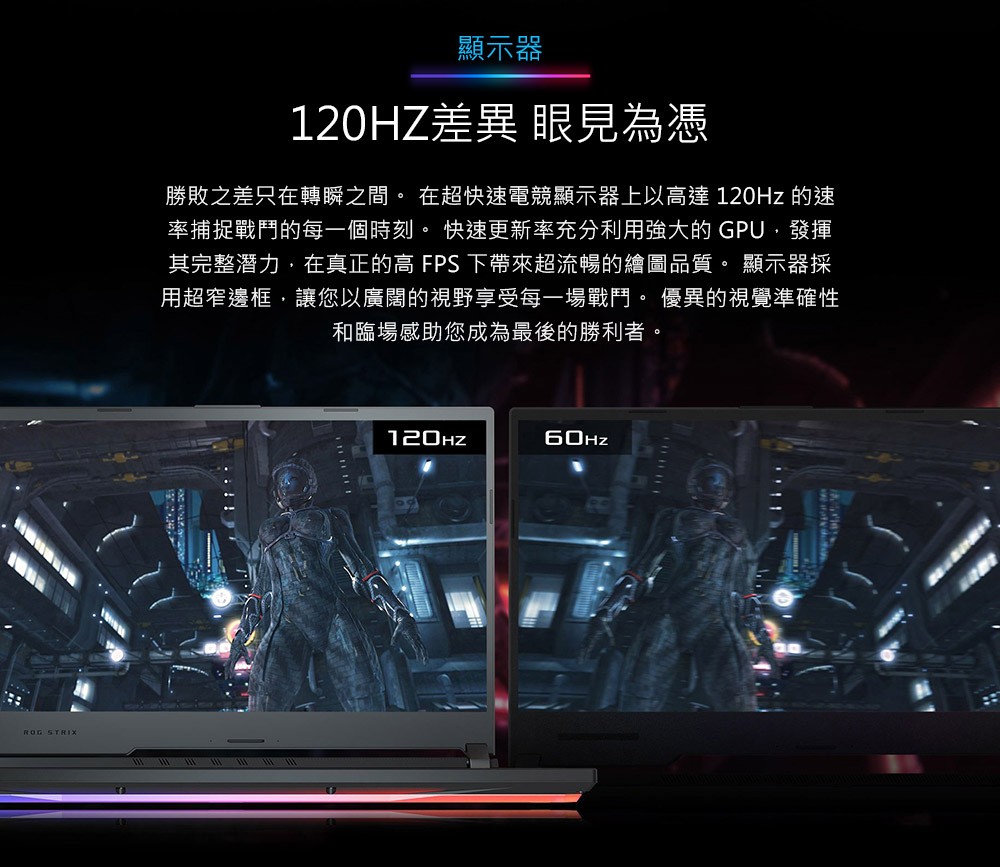 顯示器
120HZ差異 眼見為憑
勝敗之差只在轉瞬之間。 在超快速電競顯示器上以高達 120Hz 的速
率捕捉戰鬥的每一個時刻。 快速更新率充分利用強大的 GPU，發揮
其完整潛力，在真正的高 FPS 下帶來超流暢的繪圖品質。 顯示器採
用超窄邊框，讓您以廣闊的視野享受每一場戰鬥。 優異的視覺準確性
和臨場感助您成為最後的勝利者。
120HZ
60Hz
ROG STRIX